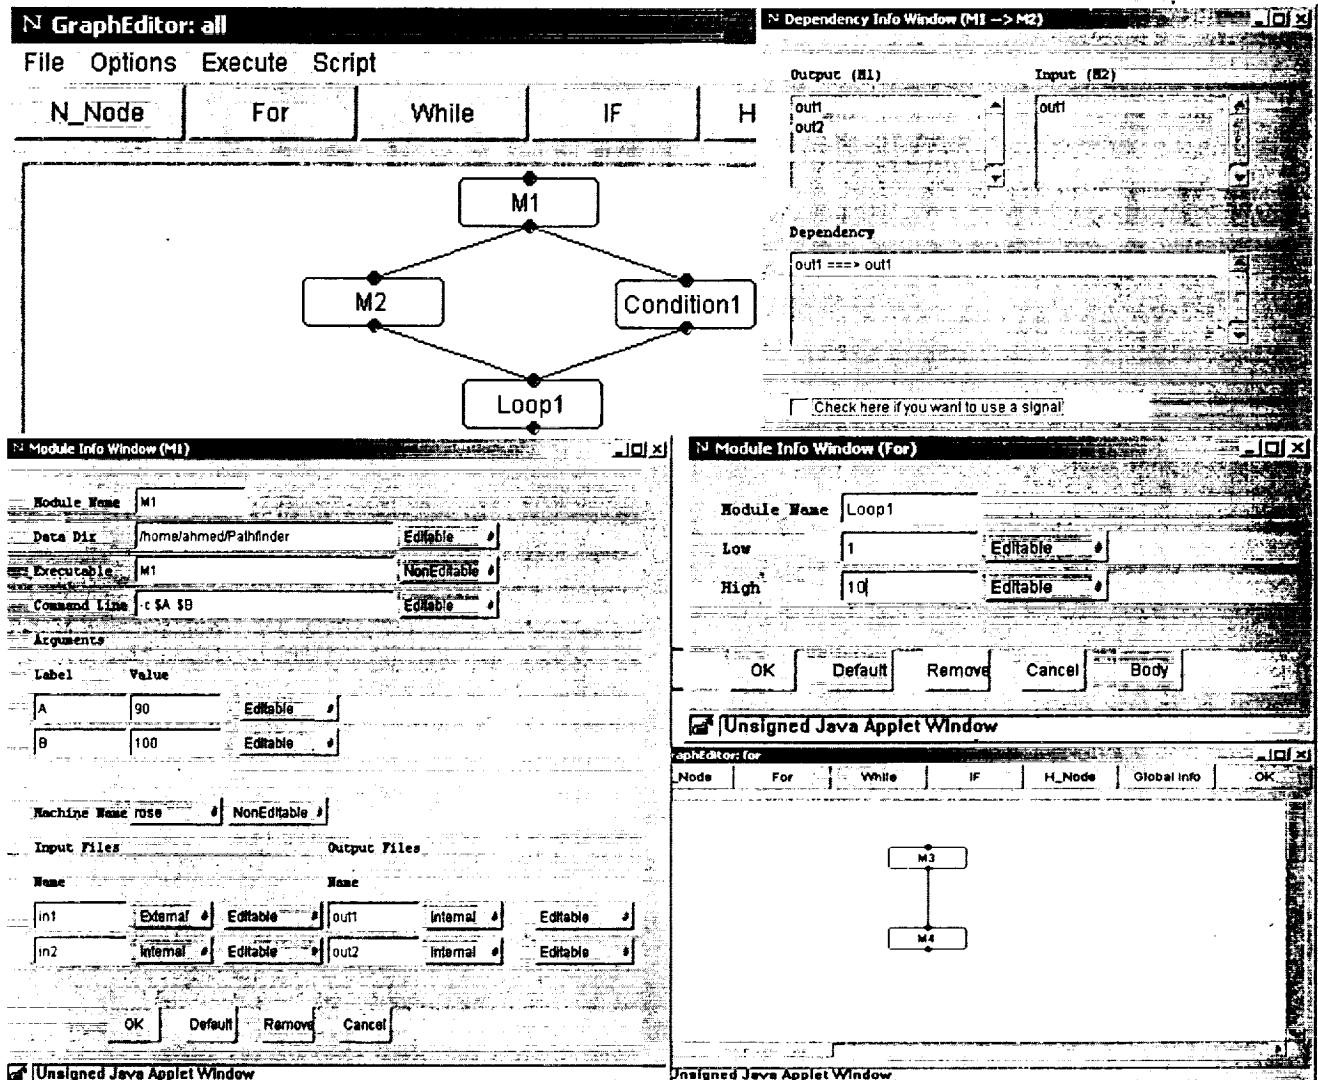 GraphEditor: all
File Options Execute Script
N_Node For While IF H
M1
M2 Condition1
Loop1
Dependency Info Window (M1 --> M2)
Output (M1) Input (M2)
out1 out1
out2
Dependency
out1 ===> out1
Check here if you want to use a signal
Module Info Window (M1)
Module Name M1
Data Dir /home/ahmed/Pathfinder Editable
Executable M1 NonEditable
Command Line -c $A $B Editable
Arguments
Label Value
A 90 Editable
B 100 Editable
Machine Name rose NonEditable
Input Files Output Files
Name Name
in1 External Editable out1 Internal Editable
in2 Internal Editable out2 Internal Editable
OK Default Remove Cancel
Unsigned Java Applet Window
Module Info Window (For)
Module Name Loop1
Low 1 Editable
High 10 Editable
OK Default Remove Cancel Body
Unsigned Java Applet Window
raphEditor: for
_Node For While IF H_Node Global Info OK
M3
M4
Unsigned Java Applet Window